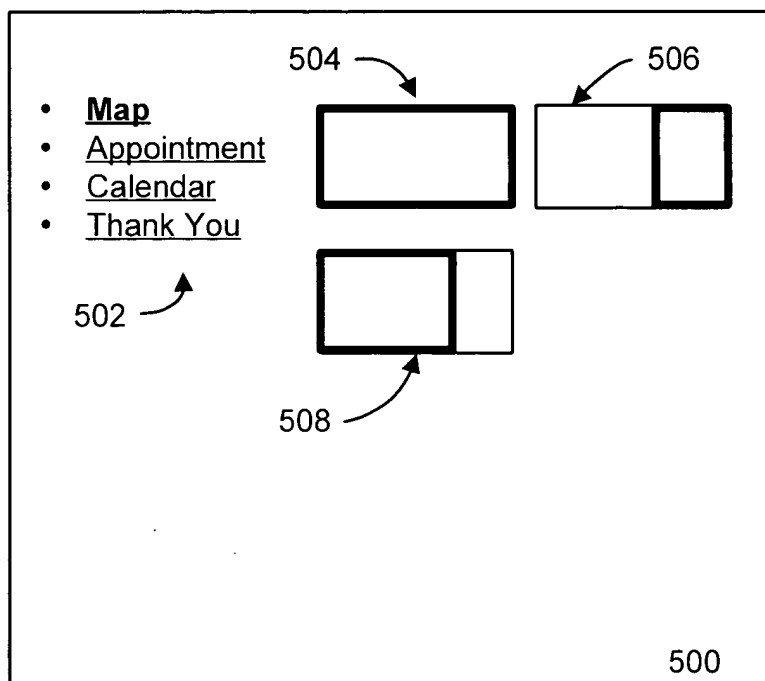 504
506
• Map
• Appointment
• Calendar
• Thank You
502
508
500